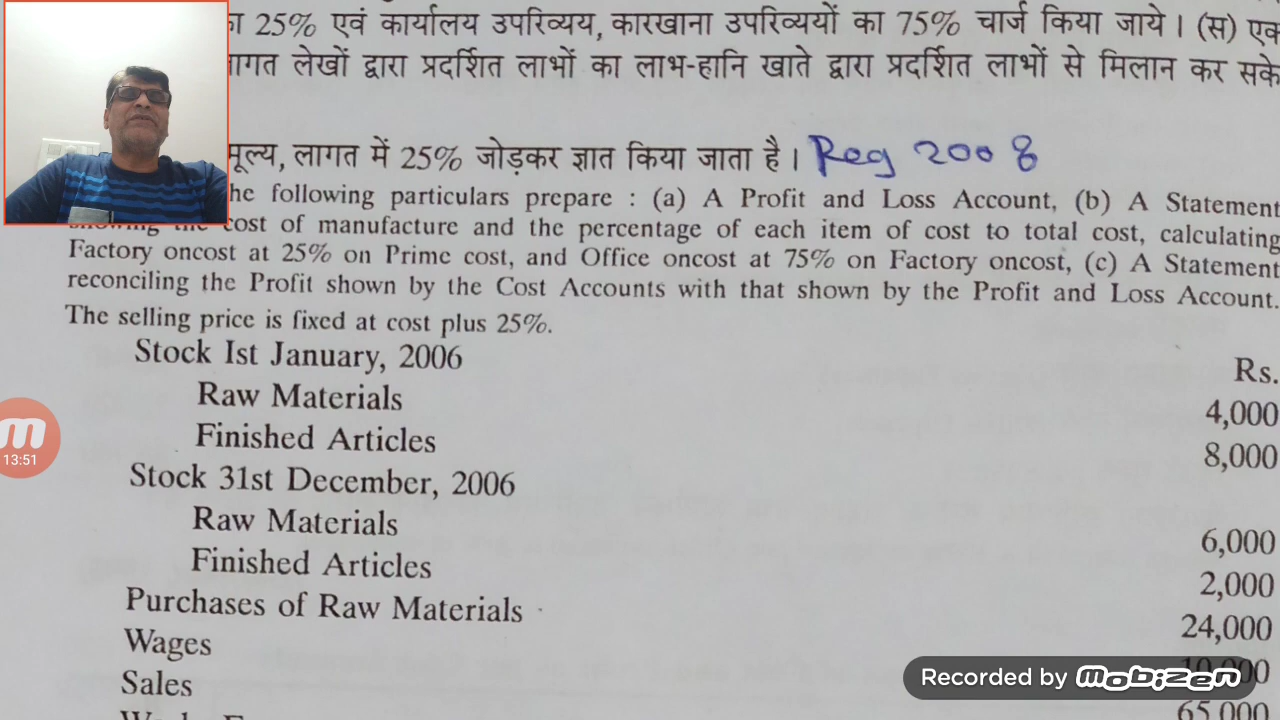 का 25% एवं कार्यालय उपरिव्यय, कारखाना उपरिव्ययों का 75% चार्ज किया जाये। (स) एक
लेखों द्वारा प्रदर्शित लाभों का लाभ-हानि खाते द्वारा प्रदर्शित लाभों से मिलान कर सके
मूल्य, लागत में 25% जोड़कर ज्ञात किया जाता है। Reg 2008
following particulars prepare : (a) A Profit and Loss Account, (b) A Statement
cost of manufacture and the percentage of each item of cost to total cost, calculating
Factory oncost at 25% on Prime cost, and Office oncost at 75% on Factory oncost, (c) A Statement
reconciling the Profit shown by the Cost Accounts with that shown by the Profit and Loss Account.
The selling price is fixed at cost plus 25%.
Stock Ist January, 2006 Rs.
Raw Materials 4,000
Finished Articles 8,000
Stock 31st December, 2006
Raw Materials 6,000
Finished Articles 2,000
Purchases of Raw Materials 24,000
Wages
Sales 65,000
13:51
Recorded by Mobizen